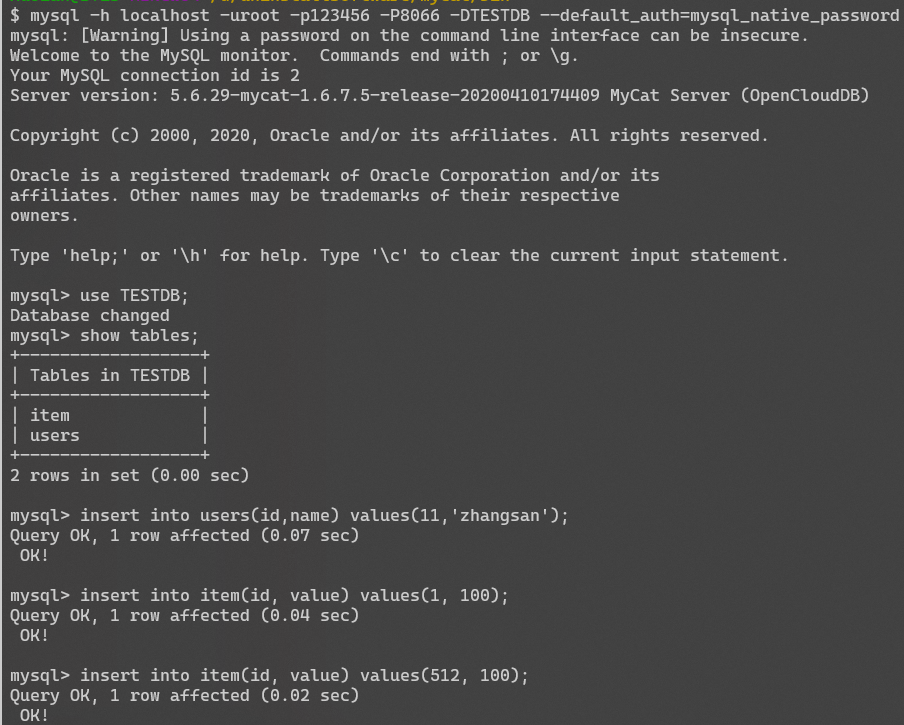 $ mysql -h localhost -uroot -p123456 -P8066 -DTESTDB --default_auth=mysql_native_password
mysql: [Warning] Using a password on the command line interface can be insecure.
Welcome to the MySQL monitor.  Commands end with ; or \g.
Your MySQL connection id is 2
Server version: 5.6.29-mycat-1.6.7.5-release-20200410174409 MyCat Server (OpenCloudDB)

Copyright (c) 2000, 2020, Oracle and/or its affiliates. All rights reserved.

Oracle is a registered trademark of Oracle Corporation and/or its
affiliates. Other names may be trademarks of their respective
owners.

Type 'help;' or '\h' for help. Type '\c' to clear the current input statement.

mysql> use TESTDB;
Database changed
mysql> show tables;
+------------------+
| Tables in TESTDB |
+------------------+
| item             |
| users            |
+------------------+
2 rows in set (0.00 sec)

mysql> insert into users(id,name) values(11,'zhangsan');
Query OK, 1 row affected (0.07 sec)
 OK!

mysql> insert into item(id, value) values(1, 100);
Query OK, 1 row affected (0.04 sec)
 OK!

mysql> insert into item(id, value) values(512, 100);
Query OK, 1 row affected (0.02 sec)
 OK!